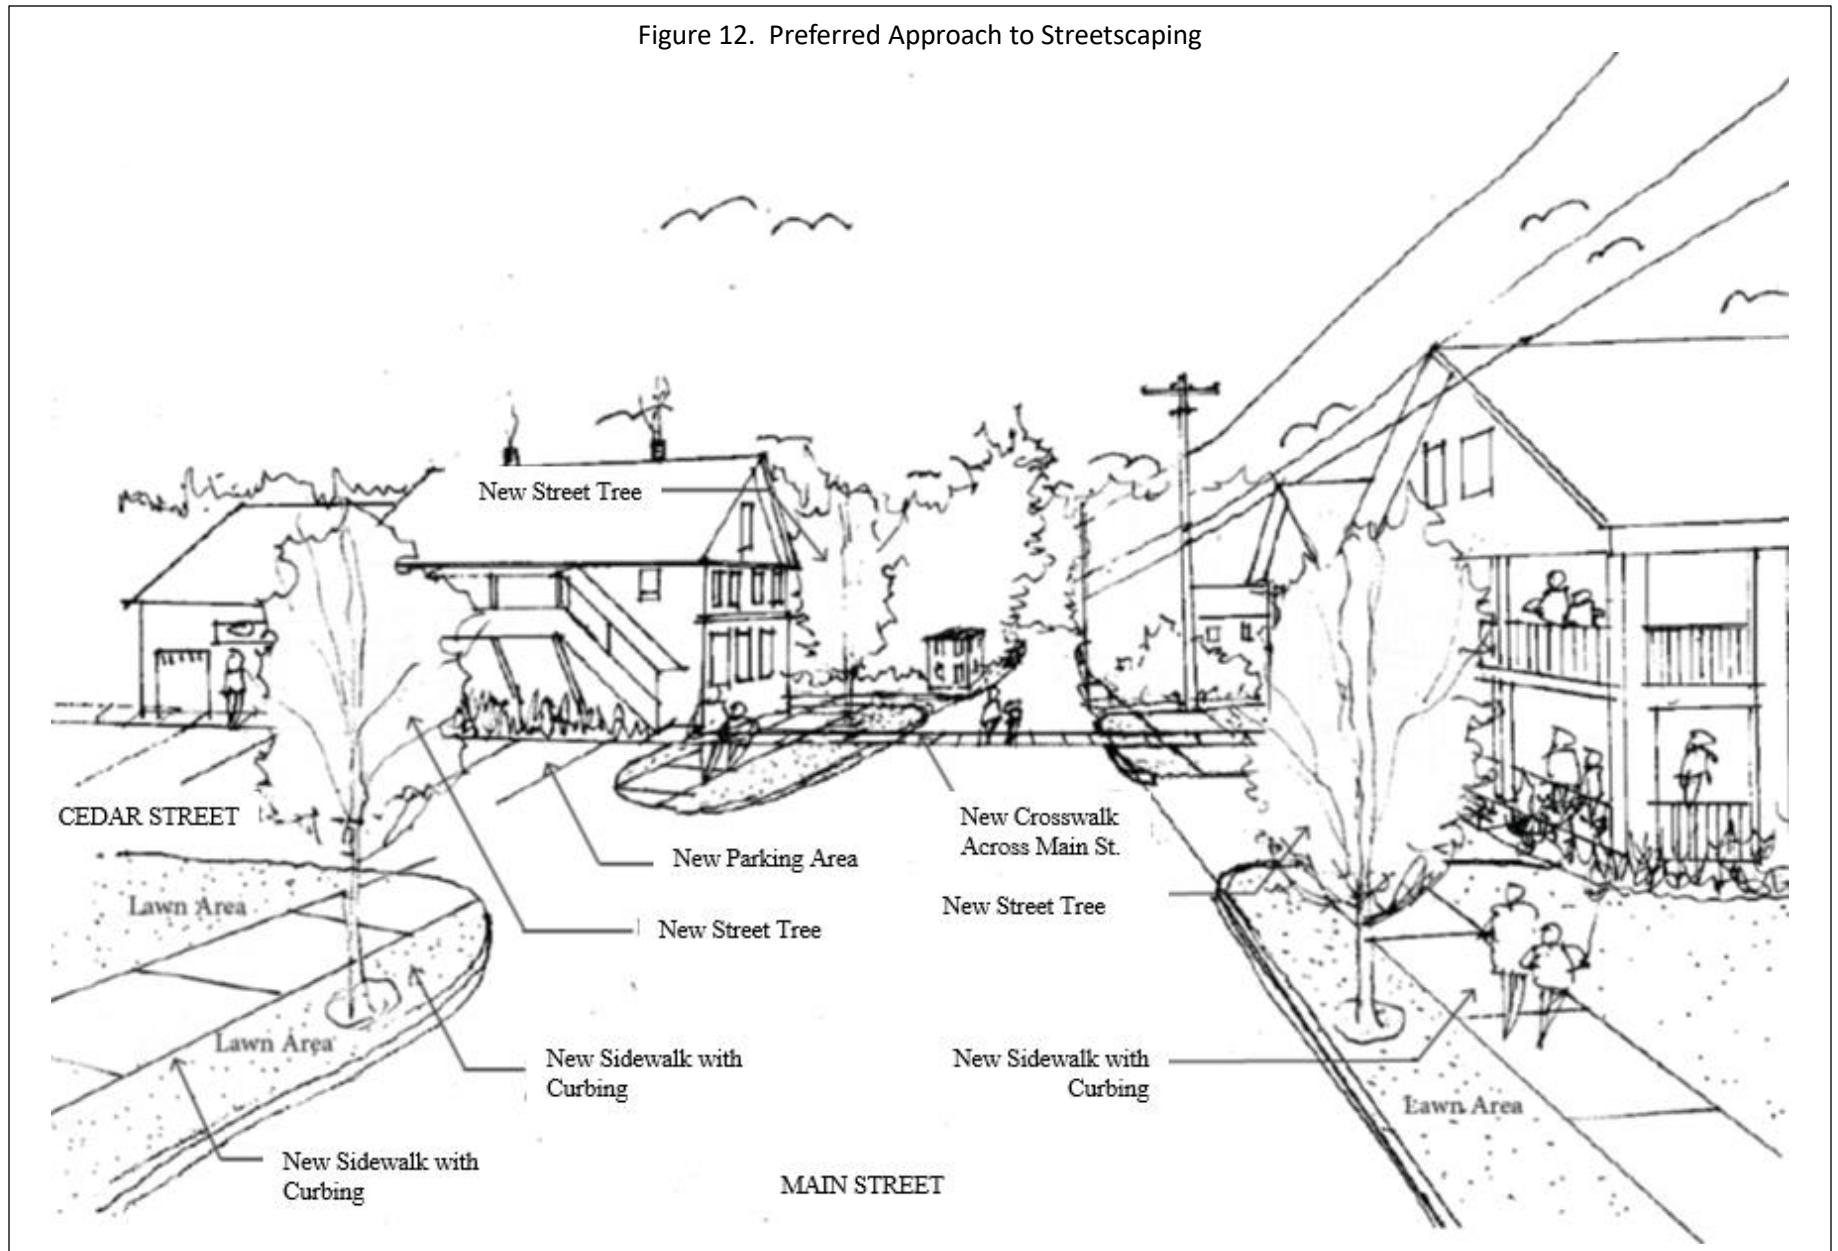 Figure 12.  Preferred Approach to Streetscaping
New Street Tree
CEDAR STREET
New Crosswalk
Across Main St.
New Parking Area
Lawn Area
New Street Tree
New Street Tree
Lawn Area
New Sidewalk with
Curbing
New Sidewalk with
Curbing
Lawn Area
New Sidewalk with
Curbing
MAIN STREET